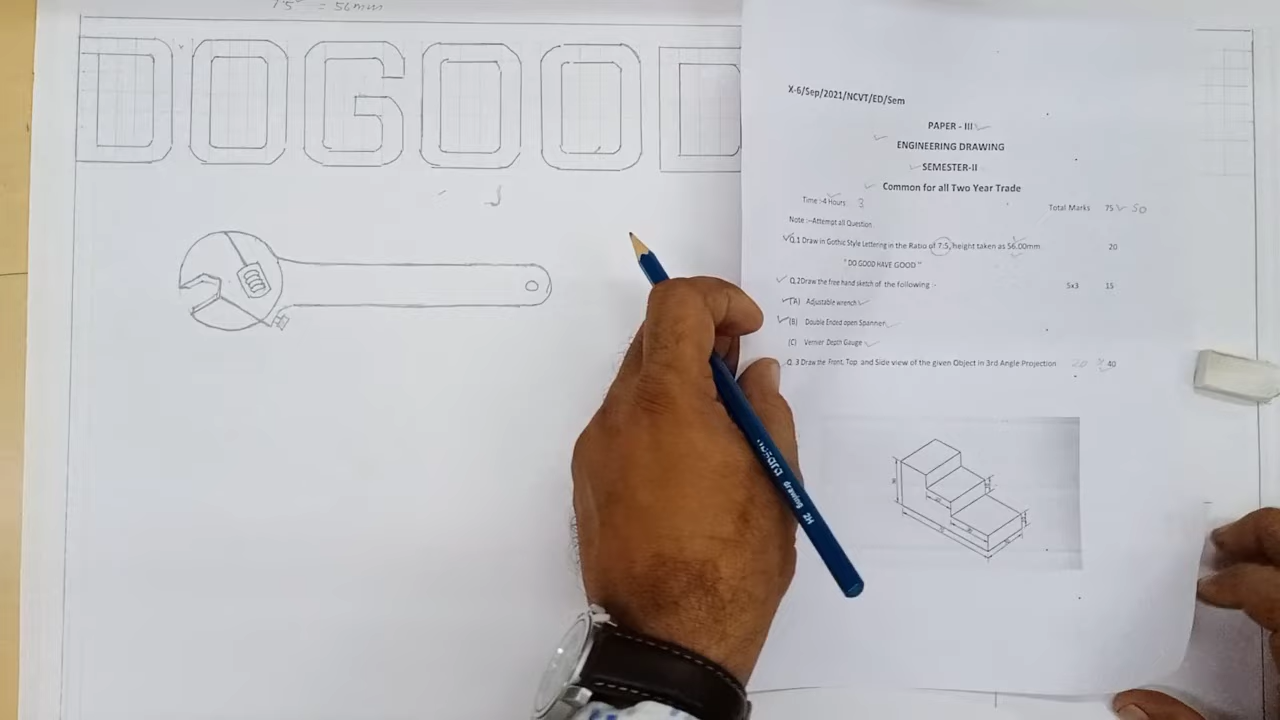 75 = 56mm
DOGOOD
X-6/Sep/2021/NCVT/ED/Sem
PAPER - III
ENGINEERING DRAWING
SEMESTER-II
Common for all Two Year Trade
Time :-4 Hours 3 Total Marks 75 50
Note :-Attempt all Question
Q.1 Draw in Gothic Style Lettering in the Ratio of 7:5, height taken as 56.00mm 20
" DO GOOD HAVE GOOD "
Q.2Draw the free hand sketch of the following :- 5x3 15
(A) Adjustable wrench
(B) Double Ended open Spanner
(C) Vernier Depth Gauge
Q. 3 Draw the Front, Top and Side view of the given Object in 3rd Angle Projection 20 40
drawing 2H